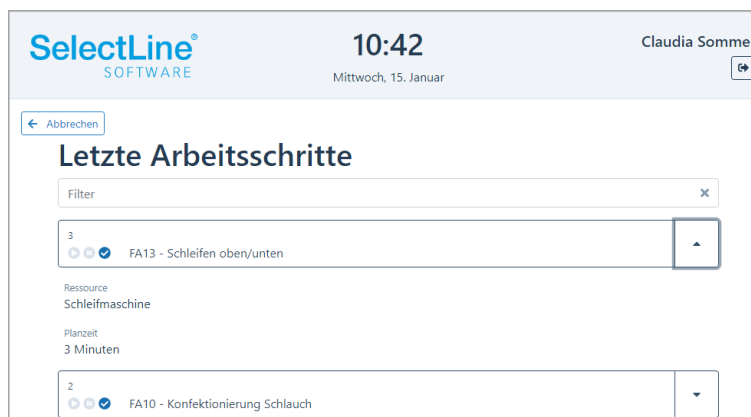 SelectLine®
SOFTWARE
10:42
Mittwoch, 15. Januar
Claudia Somme
Abbrechen
Letzte Arbeitsschritte
Filter
3
FA13 - Schleifen oben/unten
Ressource
Schleifmaschine
Planzeit
3 Minuten
2
FA10 - Konfektionierung Schlauch